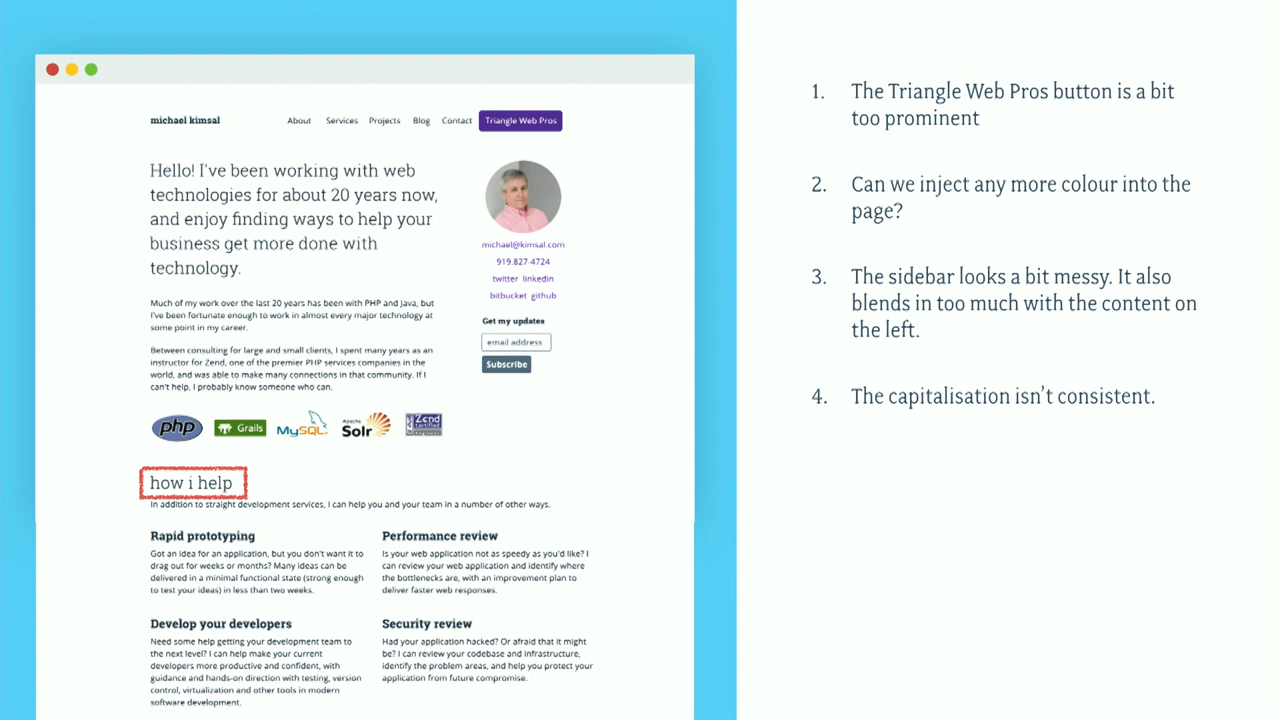 michael kimsal
About Services Projects Blog Contact Triangle Web Pros
Hello! I've been working with web
technologies for about 20 years now,
and enjoy finding ways to help your
business get more done with
technology.
michael@kimsal.com
919.827-4724
twitter linkedin
bitbucket github
Get my updates
email address
Subscribe
Much of my work over the last 20 years has been with PHP and Java, but
I've been fortunate enough to work in almost every major technology at
some point in my career.
Between consulting for large and small clients, I spent many years as an
instructor for Zend, one of the premier PHP services companies in the
world, and was able to make many connections in that community. If I
can't help, I probably know someone who can.
php Grails MySQL Apache Solr Zend
how i help
In addition to straight development services, I can help you and your team in a number of other ways.
Rapid prototyping
Got an idea for an application, but you don't want it to
drag out for weeks or months? Many ideas can be
delivered in a minimal functional state (strong enough
to test your ideas) in less than two weeks.
Performance review
Is your web application not as speedy as you'd like? I
can review your web application and identify where
the bottlenecks are, with an improvement plan to
deliver faster web responses.
Develop your developers
Need some help getting your development team to
the next level? I can help make your current
developers more productive and confident, with
guidance and hands-on direction with testing, version
control, virtualization and other tools in modern
software development.
Security review
Had your application hacked? Or afraid that it might
be? I can review your codebase and infrastructure,
identify the problem areas, and help you protect your
application from future compromise.
1. The Triangle Web Pros button is a bit
too prominent
2. Can we inject any more colour into the
page?
3. The sidebar looks a bit messy. It also
blends in too much with the content on
the left.
4. The capitalisation isn’t consistent.